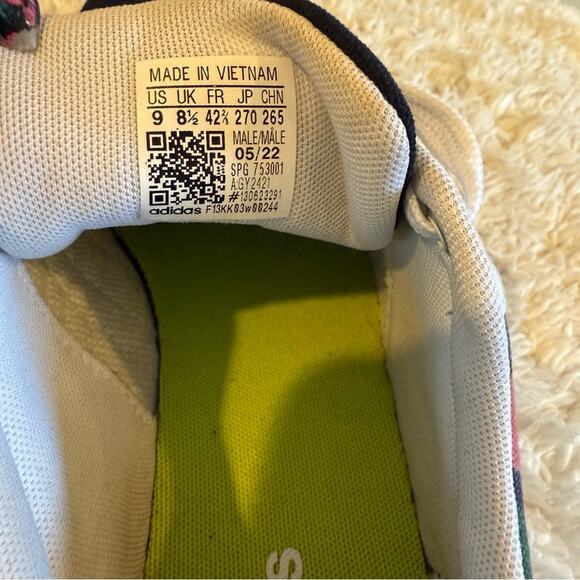 MADE IN VIETNAM
US UK FR JP CHN
9 8½ 42⅔ 270 265
MALE/MÂLE
05/22
SPG 753001
A:GY2421
#130623291
adidas F13KK03W00244
S